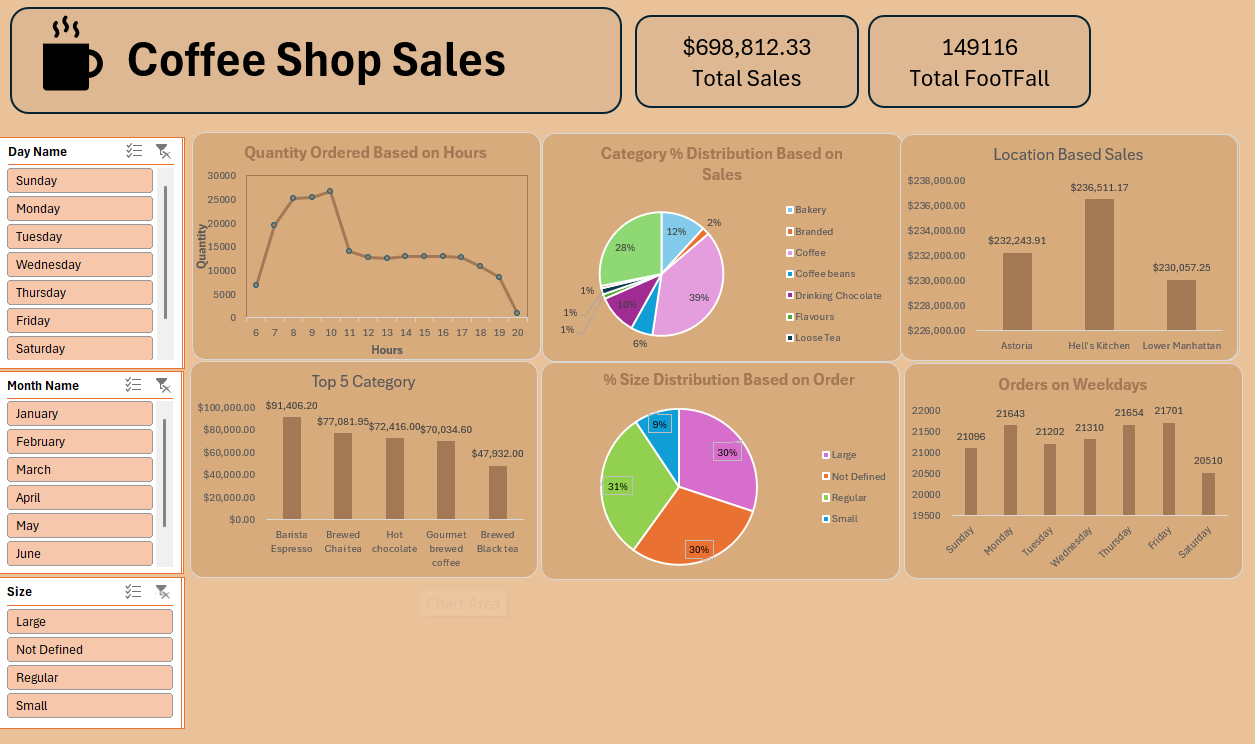 Coffee Shop Sales
$698,812.33
Total Sales
149116
Total FooTFall
Day Name
Sunday
Monday
Tuesday
Wednesday
Thursday
Friday
Saturday
Month Name
January
February
March
April
May
June
Size
Large
Not Defined
Regular
Small
Quantity Ordered Based on Hours
Quantity
30000
25000
20000
15000
10000
5000
0
6 7 8 9 10 11 12 13 14 15 16 17 18 19 20
Hours
Category % Distribution Based on
Sales
12%
2%
39%
6%
10%
1%
1%
1%
28%
Bakery
Branded
Coffee
Coffee beans
Drinking Chocolate
Flavours
Loose Tea
Location Based Sales
$238,000.00
$236,000.00
$234,000.00
$232,000.00
$230,000.00
$228,000.00
$226,000.00
$232,243.91
$236,511.17
$230,057.25
Astoria
Hell's Kitchen
Lower Manhattan
Top 5 Category
$100,000.00
$80,000.00
$60,000.00
$40,000.00
$20,000.00
$0.00
$91,406.20
$77,081.95
$72,416.00
$70,034.60
$47,932.00
Barista
Espresso
Brewed
Chai tea
Hot
chocolate
Gourmet
brewed
coffee
Brewed
Black tea
% Size Distribution Based on Order
30%
30%
31%
9%
Large
Not Defined
Regular
Small
Orders on Weekdays
22000
21500
21000
20500
20000
19500
21096
21643
21202
21310
21654
21701
20510
Sunday
Monday
Tuesday
Wednesday
Thursday
Friday
Saturday
Chart Area